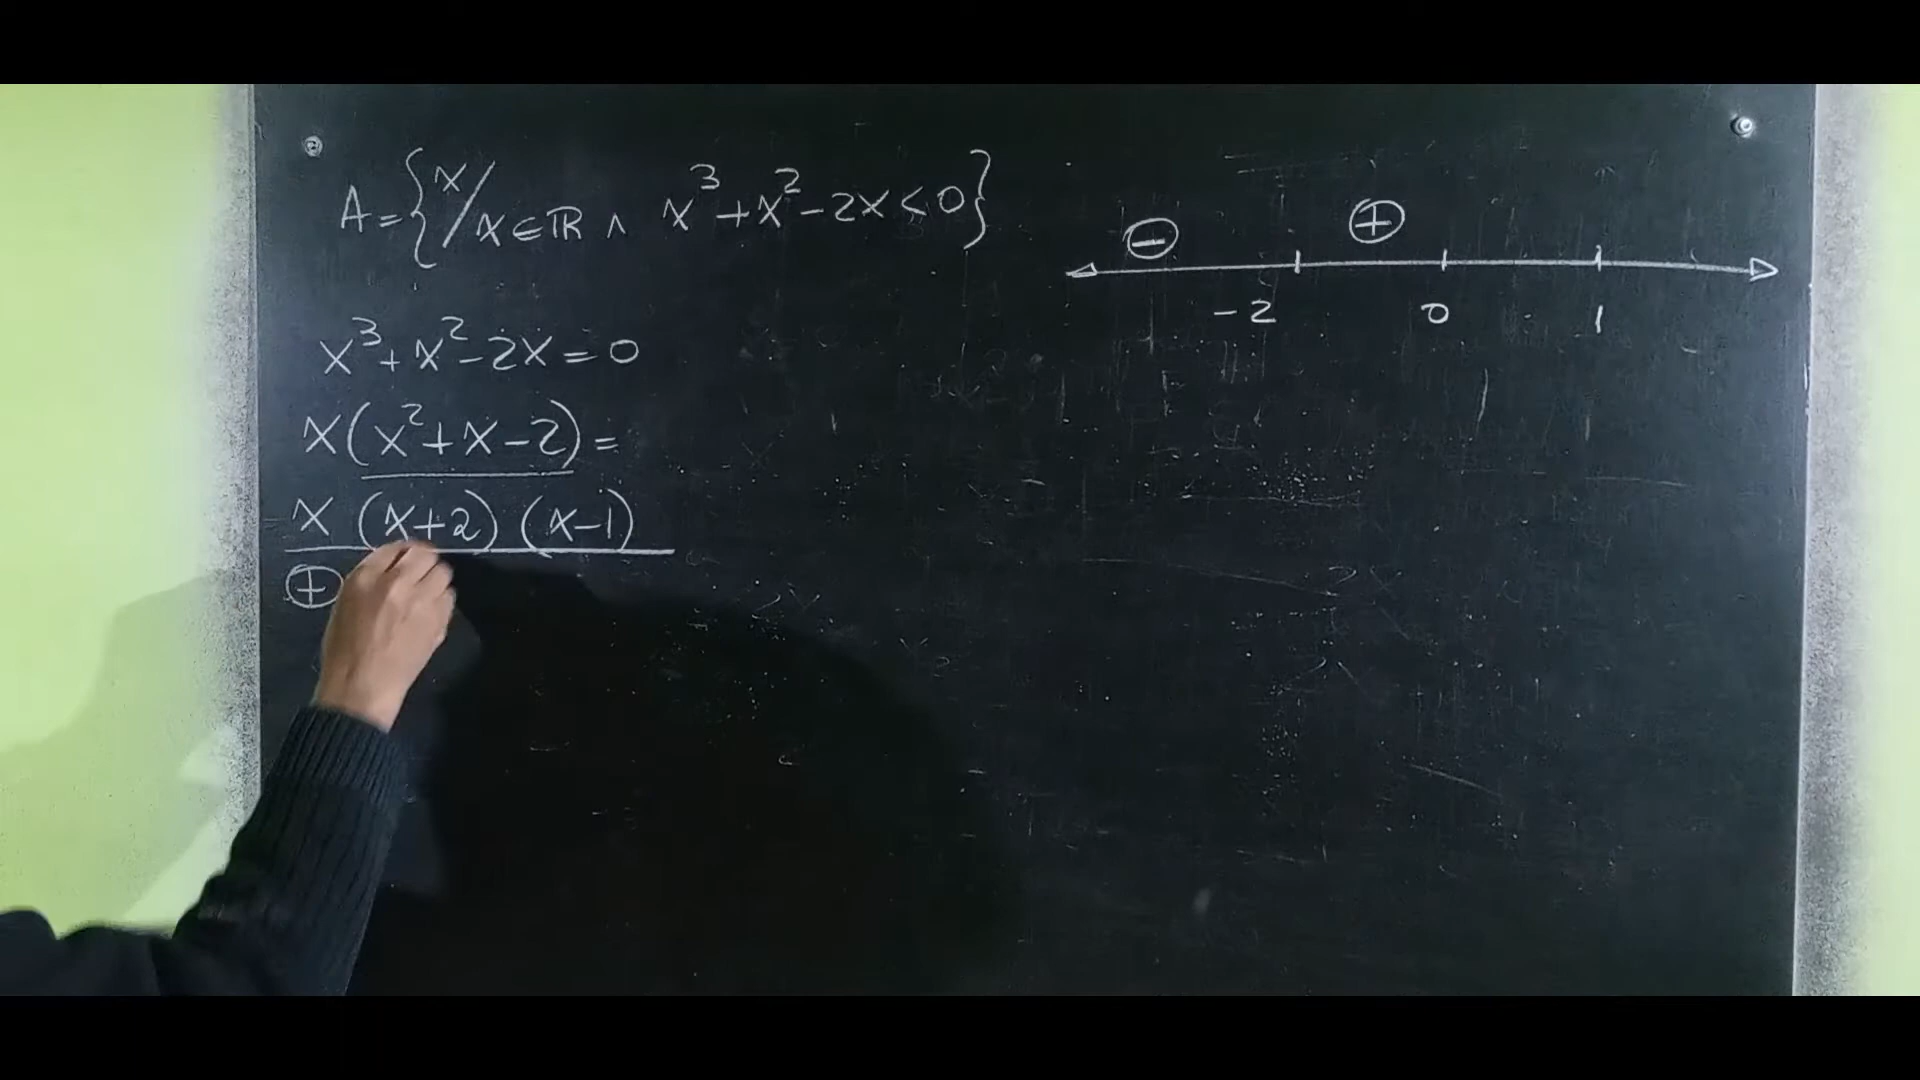 A = {x/x∈ℝ ∧ x³+x²-2x<0}
⊖ ⊕
-2 0 1
x³+x²-2x=0
x(x²+x-2)=
x (x+2) (x-1)
⊕